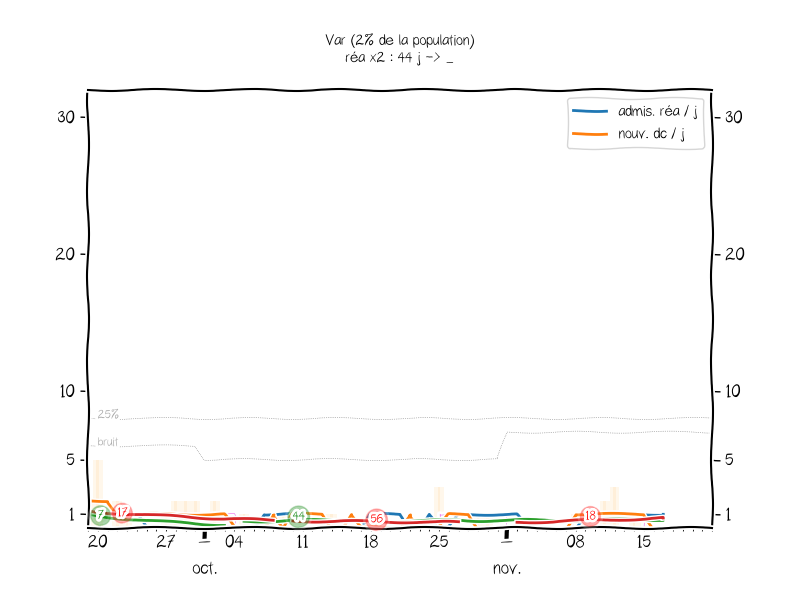 Var (2% de la population)
réa x2 : 44 j -> _
admis. réa / j
nouv. dc / j
30 30
20 20
10 10
25%
bruit
5 5
7 17 44 56 18
1 1
20 27 04 11 18 25 08 15
oct. nov.